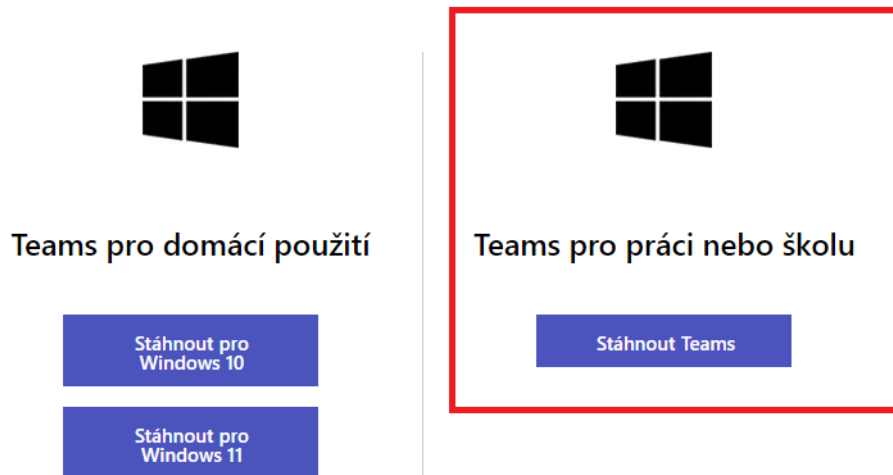 Teams pro domácí použití
Stáhnout pro
Windows 10
Stáhnout pro
Windows 11
Teams pro práci nebo školu
Stáhnout Teams